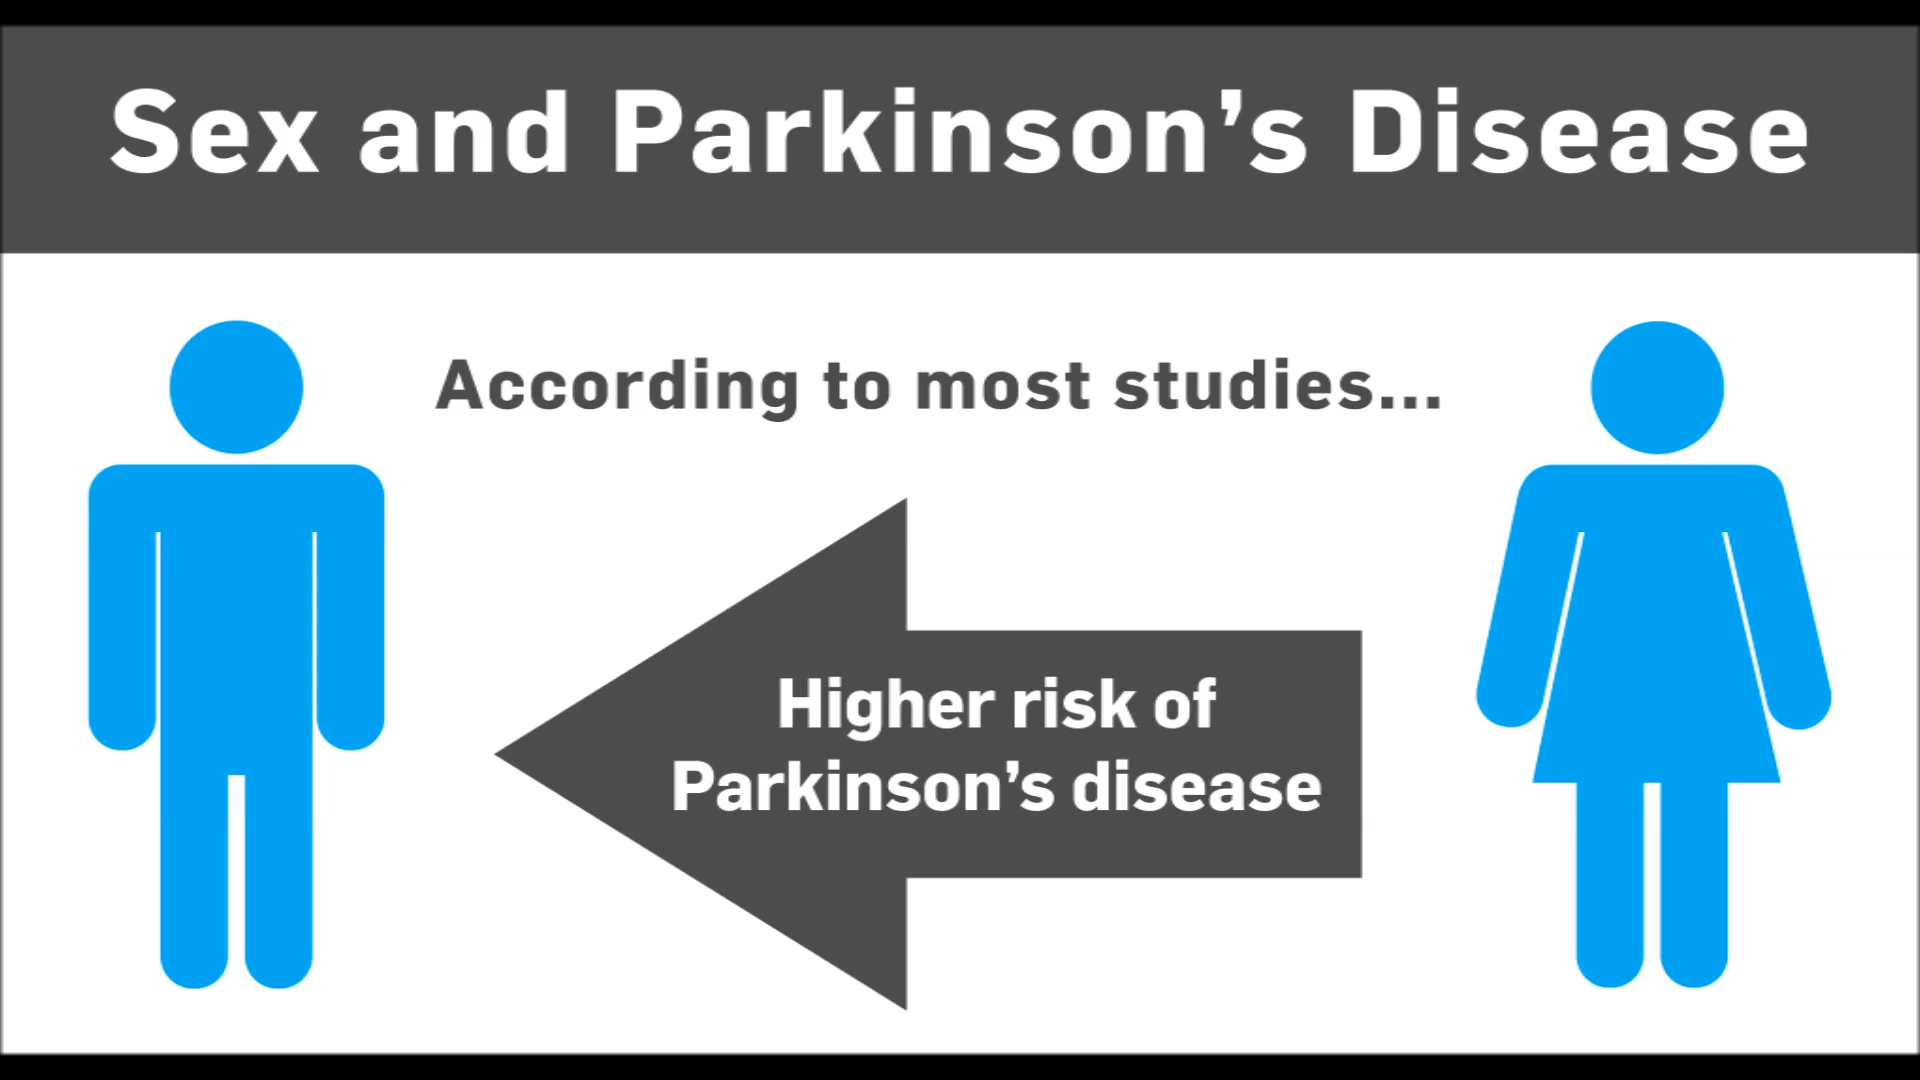 Sex and Parkinson’s Disease
According to most studies...
Higher risk of
Parkinson’s disease